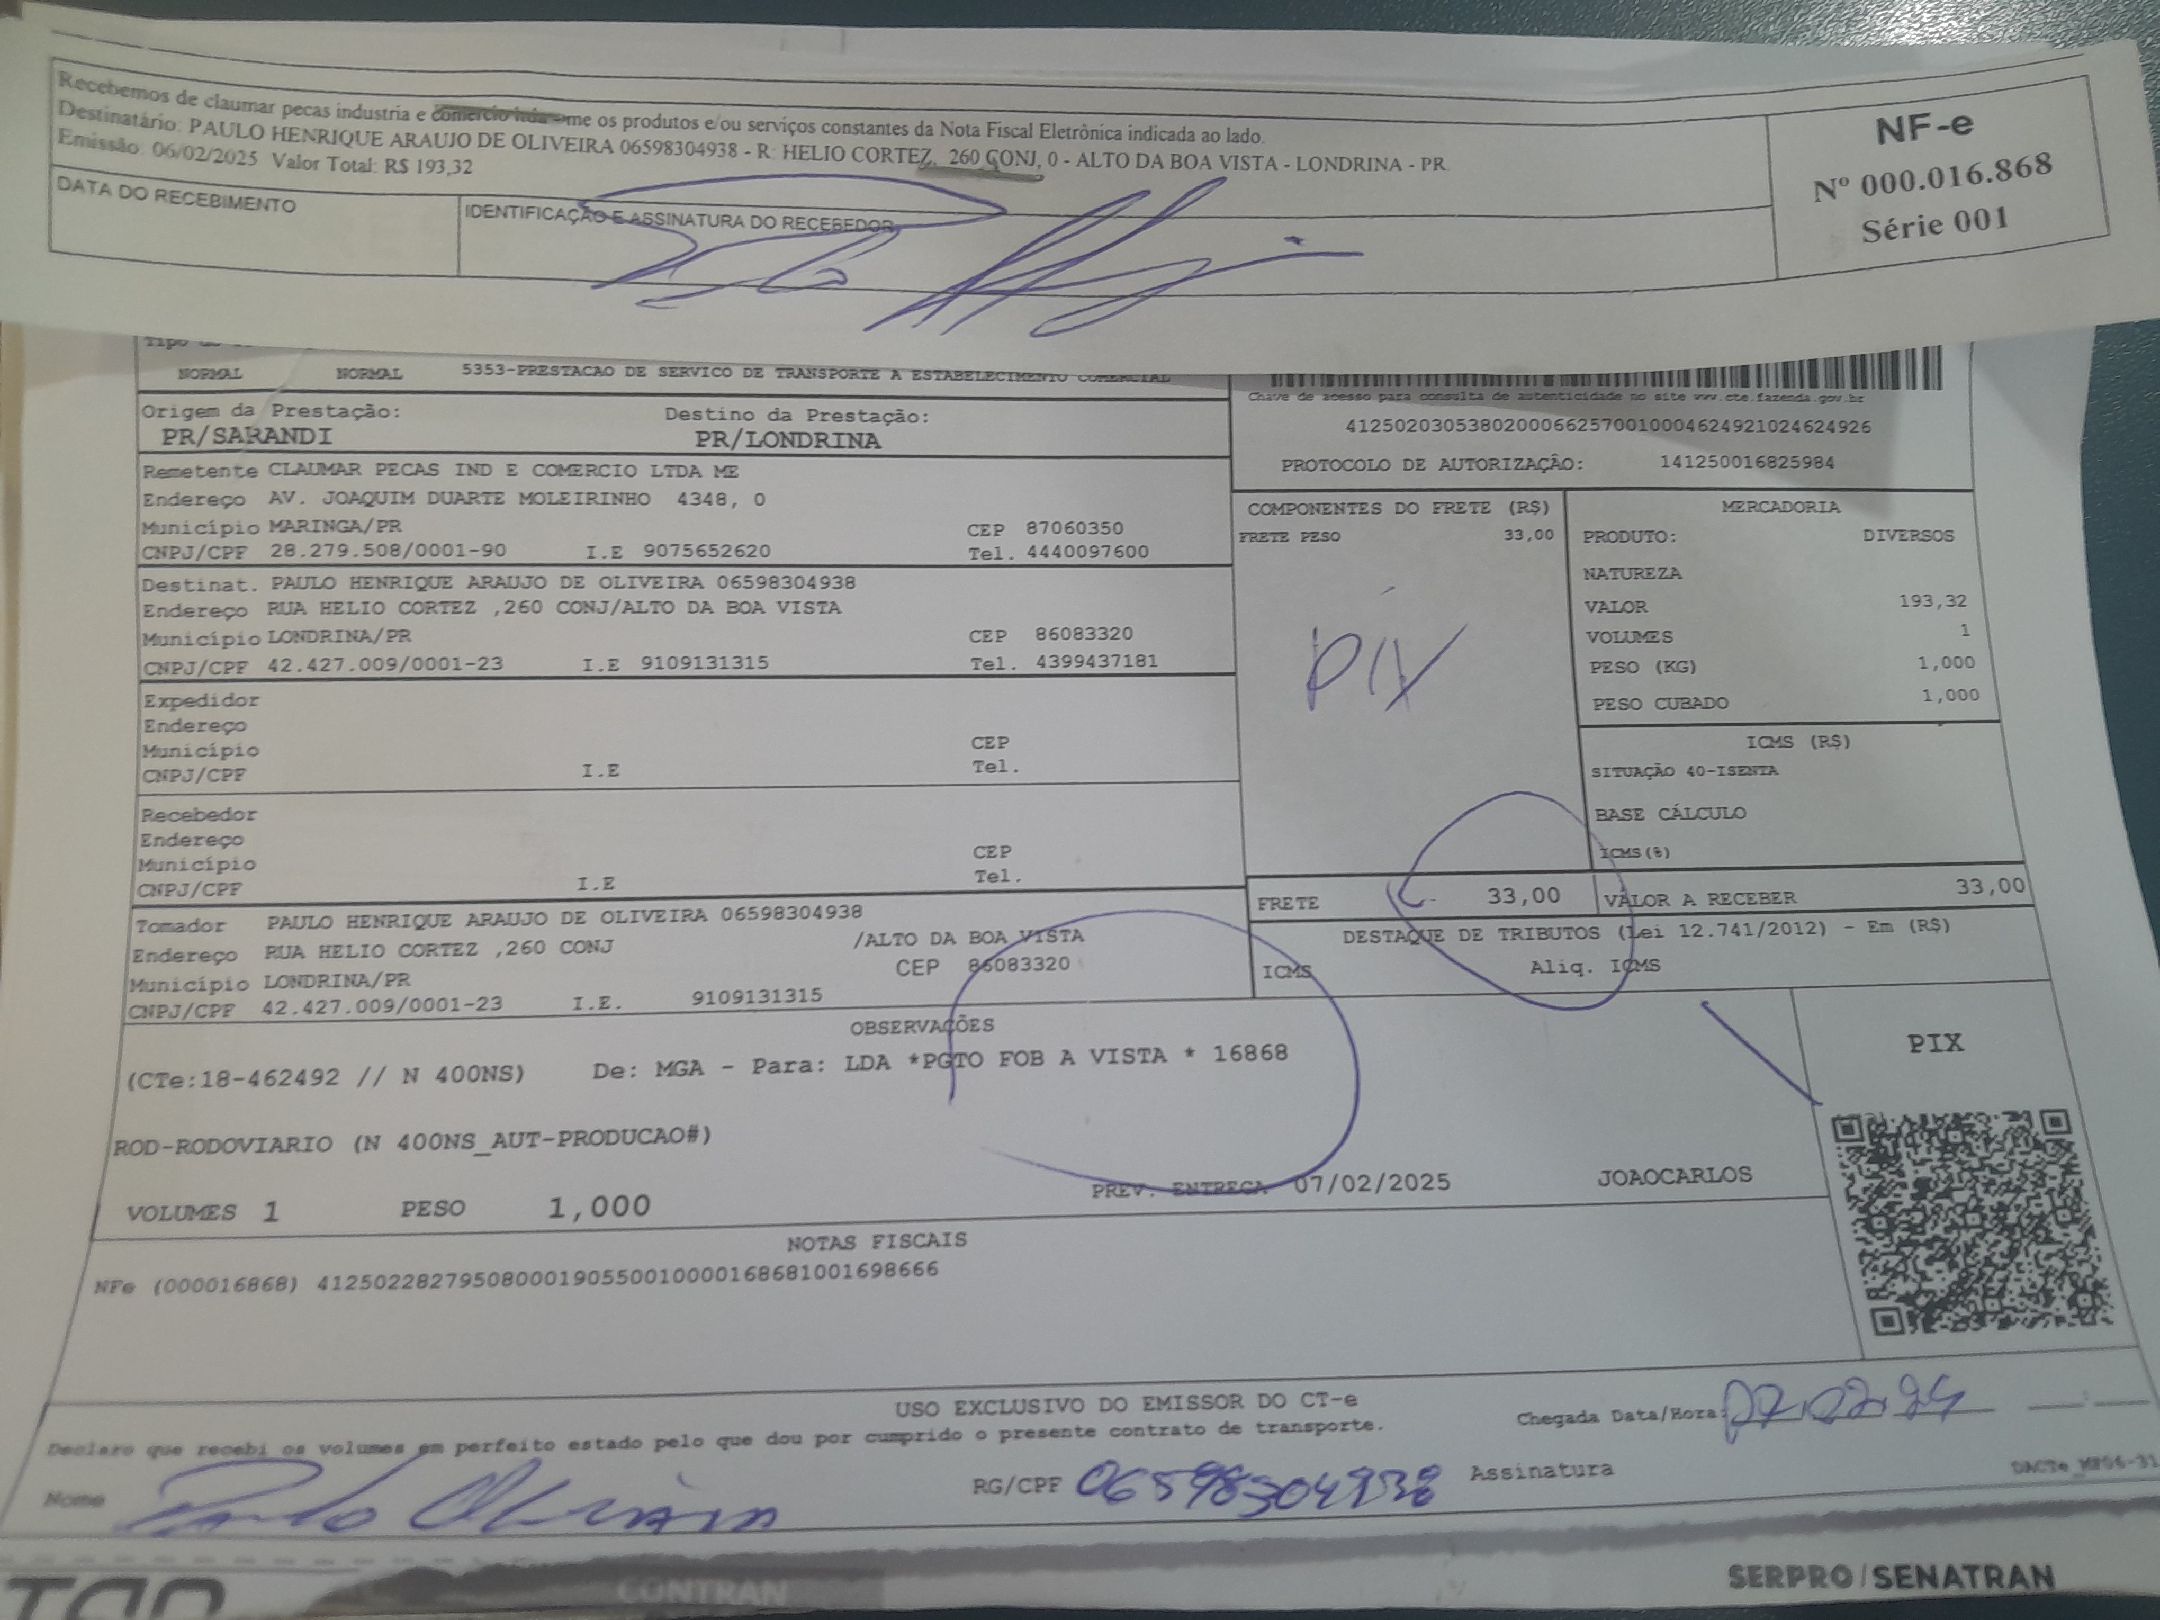 Recebemos de claumar pecas industria e comercio ltda - me os produtos e/ou serviços constantes da Nota Fiscal Eletrônica indicada ao lado.
Destinatário: PAULO HENRIQUE ARAUJO DE OLIVEIRA 06598304938 - R: HELIO CORTEZ, 260 CONJ, 0 - ALTO DA BOA VISTA - LONDRINA - PR
Emissão: 06/02/2025 Valor Total: R$ 193,32
DATA DO RECEBIMENTO
IDENTIFICAÇÃO E ASSINATURA DO RECEBEDOR
NF-e
Nº 000.016.868
Série 001
NORMAL NORMAL 5353-PRESTACAO DE SERVICO DE TRANSPORTE A ESTABELECIMENTO COMERCIAL
Origem da Prestação: Destino da Prestação:
PR/SARANDI PR/LONDRINA
Chave de acesso para consulta de autenticidade no site www.cte.fazenda.gov.br
41250203053802000662570010004624921024624926
PROTOCOLO DE AUTORIZAÇÃO: 141250016825984
Remetente CLAUMAR PECAS IND E COMERCIO LTDA ME
Endereço AV. JOAQUIM DUARTE MOLEIRINHO 4348, 0
Município MARINGA/PR CEP 87060350
CNPJ/CPF 28.279.508/0001-90 I.E 9075652620 Tel. 4440097600
Destinat. PAULO HENRIQUE ARAUJO DE OLIVEIRA 06598304938
Endereço RUA HELIO CORTEZ ,260 CONJ/ALTO DA BOA VISTA
Município LONDRINA/PR CEP 86083320
CNPJ/CPF 42.427.009/0001-23 I.E 9109131315 Tel. 4399437181
Expedidor
Endereço
Município CEP
CNPJ/CPF I.E Tel.
Recebedor
Endereço
Município CEP
CNPJ/CPF I.E Tel.
Tomador PAULO HENRIQUE ARAUJO DE OLIVEIRA 06598304938
Endereço RUA HELIO CORTEZ ,260 CONJ /ALTO DA BOA VISTA
Município LONDRINA/PR CEP 86083320
CNPJ/CPF 42.427.009/0001-23 I.E. 9109131315
COMPONENTES DO FRETE (R$)
FRETE PESO 33,00
PIX
MERCADORIA
PRODUTO: DIVERSOS
NATUREZA
VALOR 193,32
VOLUMES 1
PESO (KG) 1,000
PESO CUBADO 1,000
ICMS (R$)
SITUAÇÃO 40-ISENTA
BASE CÁLCULO
ICMS(%)
FRETE 33,00 VALOR A RECEBER 33,00
DESTAQUE DE TRIBUTOS (Lei 12.741/2012) - Em (R$)
ICMS Aliq. ICMS
OBSERVAÇÕES
(CTe:18-462492 // N 400NS) De: MGA - Para: LDA *PGTO FOB A VISTA * 16868
PIX
ROD-RODOVIARIO (N 400NS_AUT-PRODUCAO#)
VOLUMES 1 PESO 1,000 PREV. ENTREGA 07/02/2025 JOAOCARLOS
NOTAS FISCAIS
NFe (000016868) 41250228279508000190550010000168681001698666
USO EXCLUSIVO DO EMISSOR DO CT-e
Declaro que recebi os volumes em perfeito estado pelo que dou por cumprido o presente contrato de transporte.
Chegada Data/Hora:
Nome Paulo Oliveira RG/CPF 06598304938 Assinatura
CONTRAN
SERPRO/SENATRAN